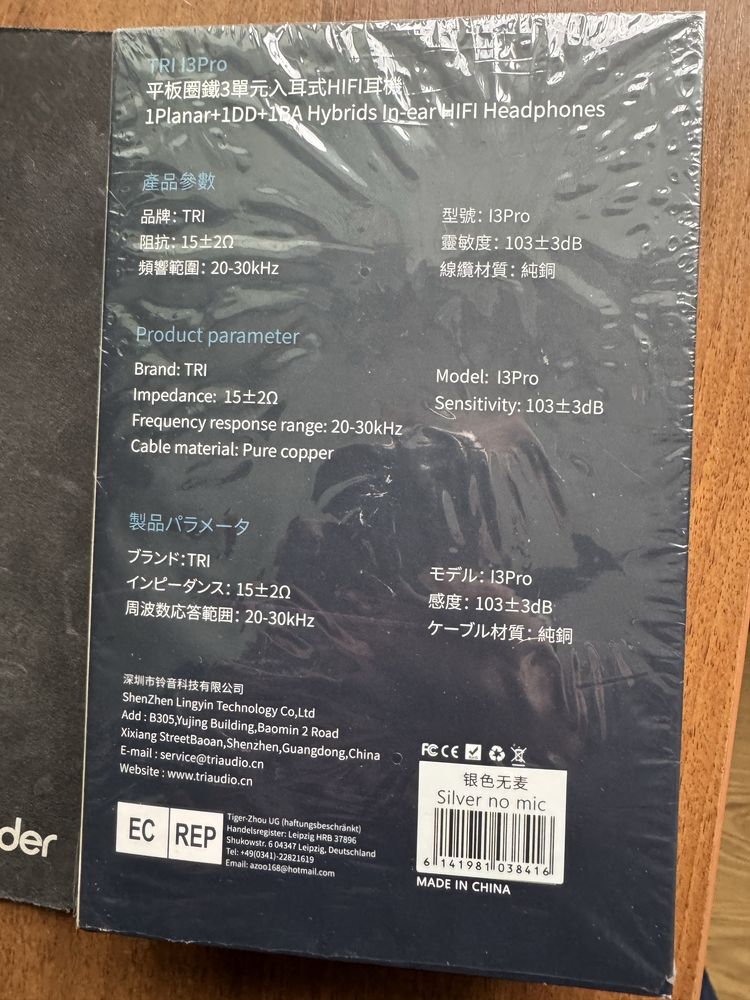 TRI I3Pro
平板圈鐵3單元入耳式HIFI耳機
1Planar+1DD+1BA Hybrids In-ear HIFI Headphones
產品參數
品牌: TRI
型號: I3Pro
阻抗: 15±2Ω
靈敏度: 103±3dB
頻響範圍: 20-30kHz
線纜材質: 純銅
Product parameter
Brand: TRI
Model: I3Pro
Impedance: 15±2Ω
Sensitivity: 103±3dB
Frequency response range: 20-30kHz
Cable material: Pure copper
製品パラメータ
ブランド:TRI
モデル: I3Pro
インピーダンス: 15±2Ω
感度: 103±3dB
周波数応答範囲: 20-30kHz
ケーブル材質: 純銅
深圳市铃音科技有限公司
ShenZhen Lingyin Technology Co,Ltd
Add : B305,Yujing Building,Baomin 2 Road
Xixiang StreetBaoan,Shenzhen,Guangdong,China
E-mail : service@triaudio.cn
Website : www.triaudio.cn
FC CE
银色无麦
Silver no mic
6 141981 038416
MADE IN CHINA
EC REP
Tiger-Zhou UG (haftungsbeschränkt)
Handelsregister: Leipzig HRB 37896
Shukowstr. 6 04347 Leipzig, Deutschland
Tel: +49(0341)-22821619
Email: azoo168@hotmail.com
der